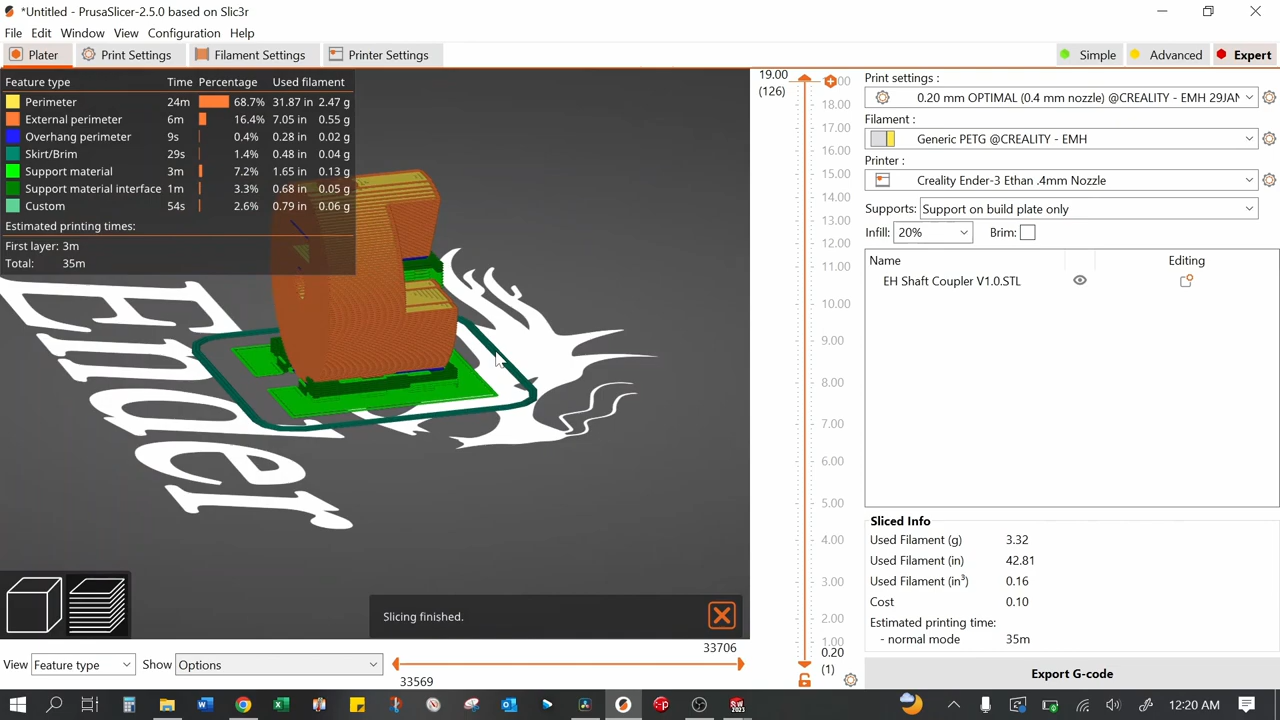 *Untitled - PrusaSlicer-2.5.0 based on Slic3r
File Edit Window View Configuration Help
Plater Print Settings Filament Settings Printer Settings Simple Advanced Expert
Feature type Time Percentage Used filament
Perimeter 24m 68.7% 31.87 in 2.47 g
External perimeter 6m 16.4% 7.05 in 0.55 g
Overhang perimeter 9s 0.4% 0.28 in 0.02 g
Skirt/Brim 29s 1.4% 0.48 in 0.04 g
Support material 3m 7.2% 1.65 in 0.13 g
Support material interface 1m 3.3% 0.68 in 0.05 g
Custom 54s 2.6% 0.79 in 0.06 g
Estimated printing times:
First layer: 3m
Total: 35m
Ender
Slicing finished.
View Feature type Show Options
33706
33569
19.00
(126)
18.00
17.00
16.00
15.00
14.00
13.00
12.00
11.00
10.00
9.00
8.00
7.00
6.00
5.00
4.00
3.00
2.00
1.00
0.20
(1)
Print settings :
0.20 mm OPTIMAL (0.4 mm nozzle) @CREALITY - EMH 29JAN
Filament :
Generic PETG @CREALITY - EMH
Printer :
Creality Ender-3 Ethan .4mm Nozzle
Supports: Support on build plate only
Infill: 20% Brim:
Name Editing
EH Shaft Coupler V1.0.STL
Sliced Info
Used Filament (g) 3.32
Used Filament (in) 42.81
Used Filament (in³) 0.16
Cost 0.10
Estimated printing time:
- normal mode 35m
Export G-code
12:20 AM